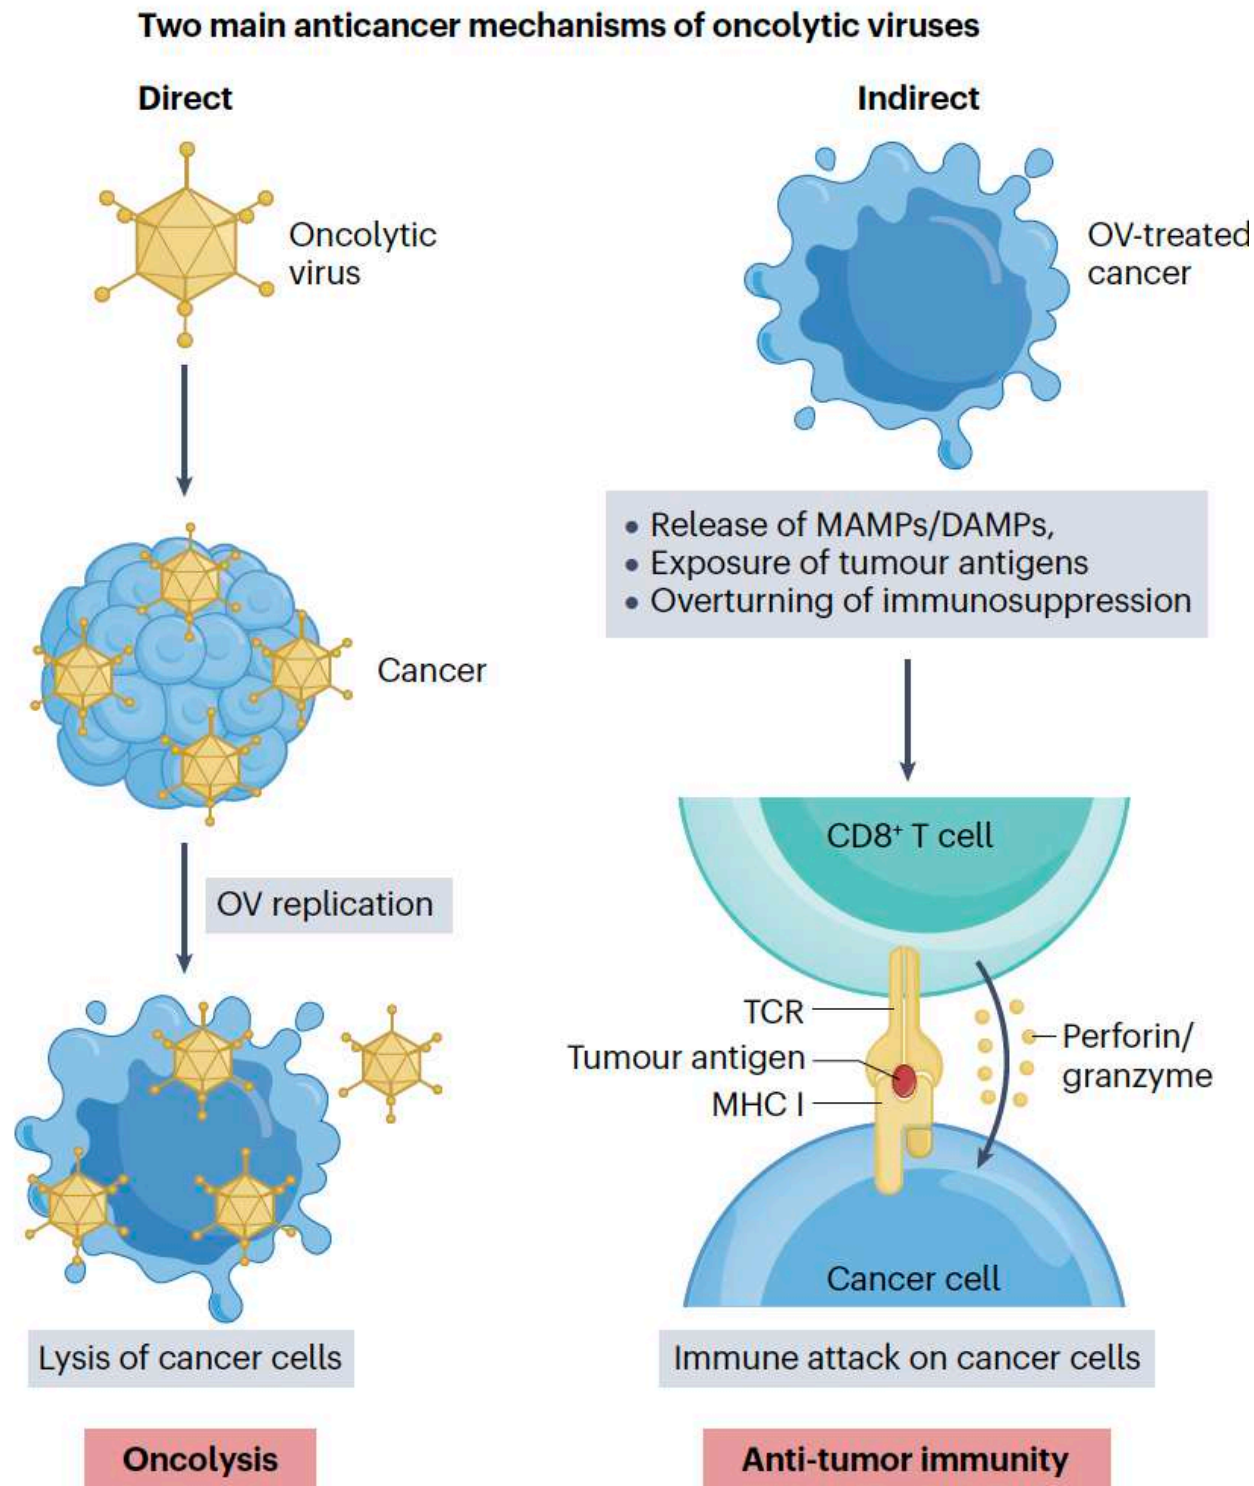 Two main anticancer mechanisms of oncolytic viruses
Direct
Oncolytic
virus
Cancer
OV replication
Lysis of cancer cells
Oncolysis
Indirect
OV-treated
cancer
• Release of MAMPs/DAMPs,
• Exposure of tumour antigens
• Overturning of immunosuppression
CD8⁺ T cell
TCR
Tumour antigen
MHC I
Perforin/
granzyme
Cancer cell
Immune attack on cancer cells
Anti-tumor immunity